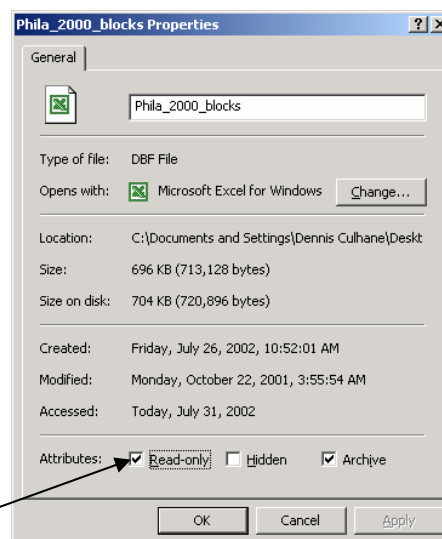 Phila_2000_blocks Properties
General
Phila_2000_blocks
Type of file: DBF File
Opens with: Microsoft Excel for Windows Change...
Location: C:\Documents and Settings\Dennis Culhane\Deskt
Size: 696 KB (713,128 bytes)
Size on disk: 704 KB (720,896 bytes)
Created: Friday, July 26, 2002, 10:52:01 AM
Modified: Monday, October 22, 2001, 3:55:54 AM
Accessed: Today, July 31, 2002
Attributes: Read-only Hidden Archive
OK Cancel Apply